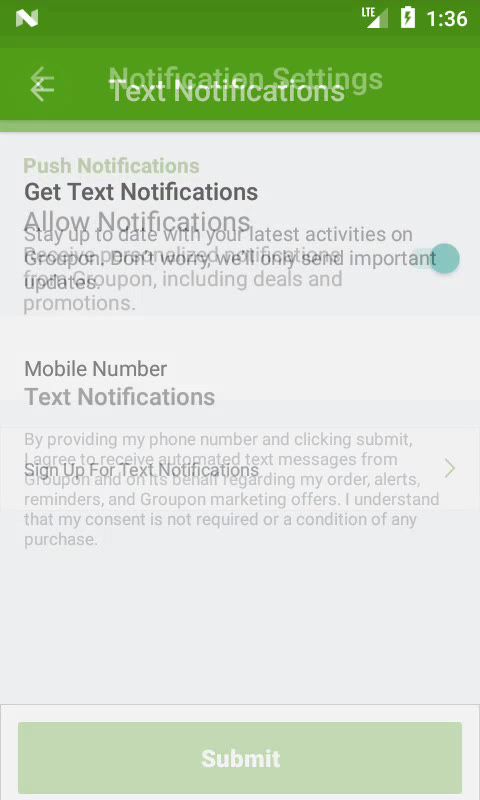 LTE 1:36
Notification Settings
Text Notifications
Push Notifications
Get Text Notifications
Allow Notifications
Stay up to date with your latest activities on
Groupon. Don't worry, we'll only send important
updates.
Receive personalized notifications
from Groupon, including deals and
promotions.
Mobile Number
Text Notifications
By providing my phone number and clicking submit,
I agree to receive automated text messages from
Groupon and on its behalf regarding my order, alerts,
reminders, and Groupon marketing offers. I understand
that my consent is not required or a condition of any
purchase.
Sign Up For Text Notifications
Submit